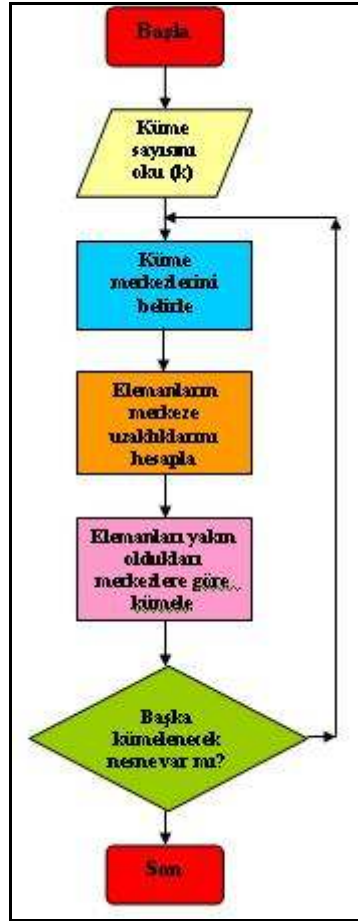 Başla
Küme
sayısını
oku (k)
Küme
merkezlerini
belirle
Elemanların
merkeze
uzaklıklarını
hesapla
Elemanları yakın
oldukları
merkezlere göre
kümele
Başka
kümelenecek
nesne var mı?
Son